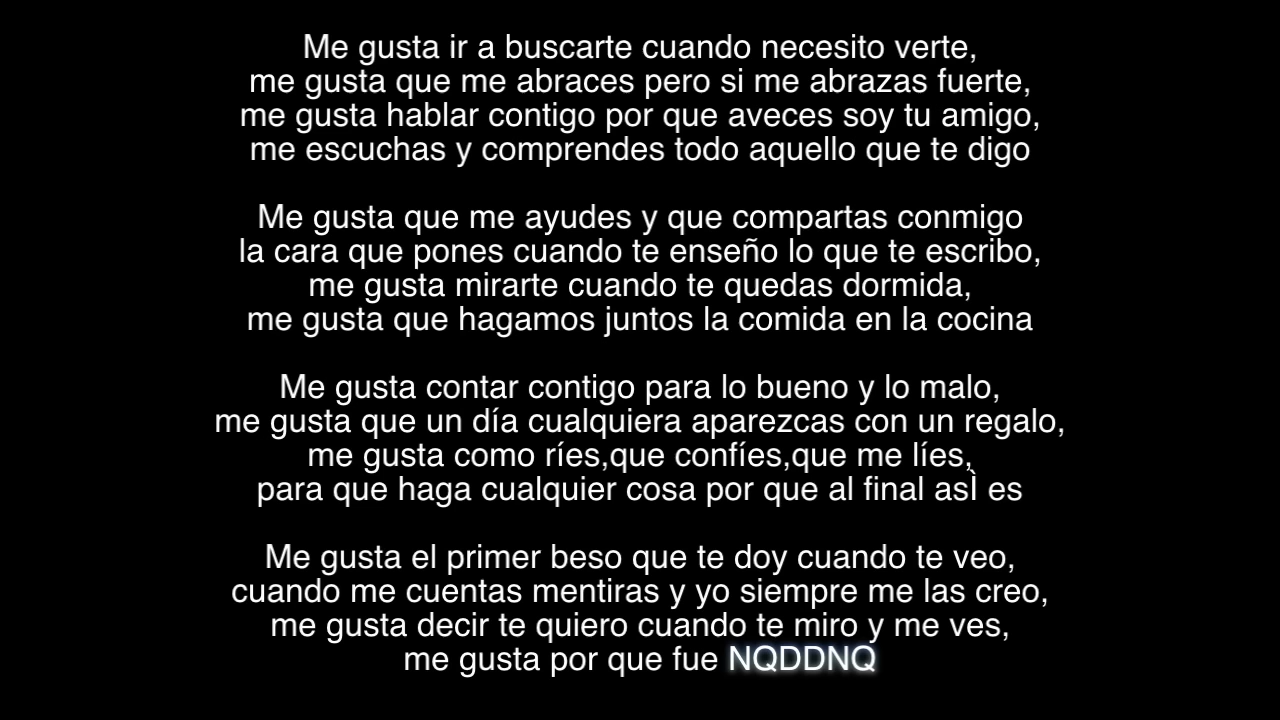 Me gusta ir a buscarte cuando necesito verte,
me gusta que me abraces pero si me abrazas fuerte,
me gusta hablar contigo por que aveces soy tu amigo,
me escuchas y comprendes todo aquello que te digo
Me gusta que me ayudes y que compartas conmigo
la cara que pones cuando te enseño lo que te escribo,
me gusta mirarte cuando te quedas dormida,
me gusta que hagamos juntos la comida en la cocina
Me gusta contar contigo para lo bueno y lo malo,
me gusta que un día cualquiera aparezcas con un regalo,
me gusta como ríes,que confíes,que me líes,
para que haga cualquier cosa por que al final asÌ es
Me gusta el primer beso que te doy cuando te veo,
cuando me cuentas mentiras y yo siempre me las creo,
me gusta decir te quiero cuando te miro y me ves,
me gusta por que fue NQDDNQ